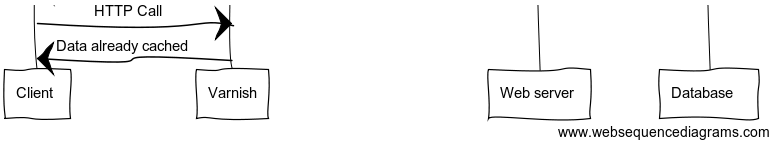 HTTP Call
Data already cached
Client
Varnish
Web server
Database
www.websequencediagrams.com